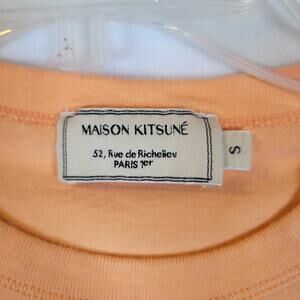 MAISON KITSUNÉ
52, Rue de Richelieu
PARIS 1er
S